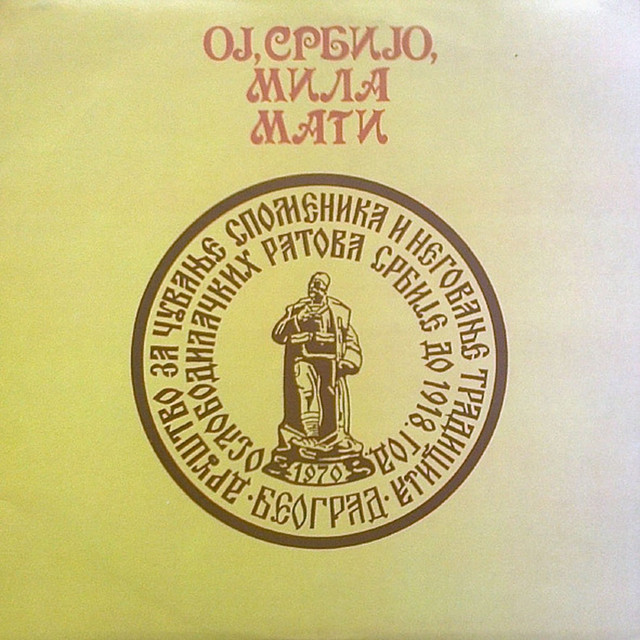 ОЈ, СРБИЈО,
МИЛА
МАТИ
ДРУШТВО ЗА ЧУВАЊЕ СПОМЕНИКА И НЕГОВАЊЕ ТРАДИЦИЈА
ОСЛОБОДИЛАЧКИХ РАТОВА СРБИЈЕ ДО 1918 ГОД
1970
· БЕОГРАД ·